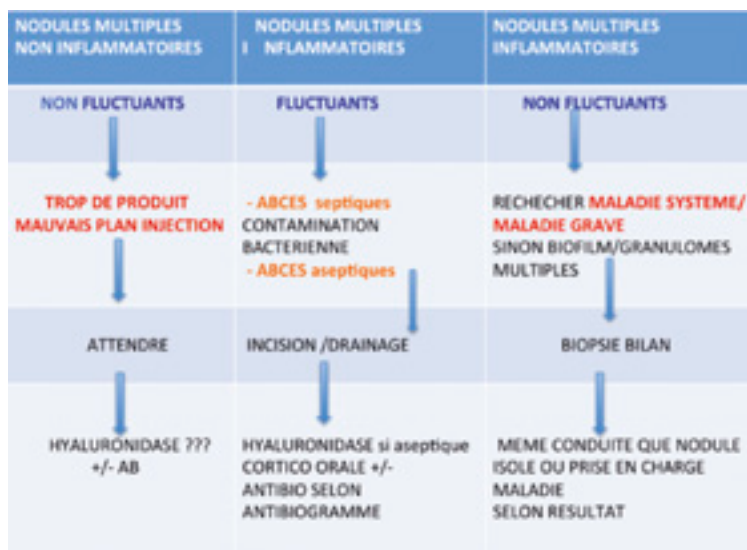 NODULES MULTIPLES
NON INFLAMMATOIRES
NODULES MULTIPLES
I NFLAMMATOIRES
NODULES MULTIPLES
INFLAMMATOIRES
NON FLUCTUANTS
FLUCTUANTS
NON FLUCTUANTS
TROP DE PRODUIT
MAUVAIS PLAN INJECTION
- ABCES septiques
CONTAMINATION
BACTERIENNE
- ABCES aseptiques
RECHECHER MALADIE SYSTEME/
MALADIE GRAVE
SINON BIOFILM/GRANULOMES
MULTIPLES
ATTENDRE
INCISION /DRAINAGE
BIOPSIE BILAN
HYALURONIDASE ???
+/- AB
HYALURONIDASE si aseptique
CORTICO ORALE +/-
ANTIBIO SELON
ANTIBIOGRAMME
MEME CONDUITE QUE NODULE
ISOLE OU PRISE EN CHARGE
MALADIE
SELON RESULTAT